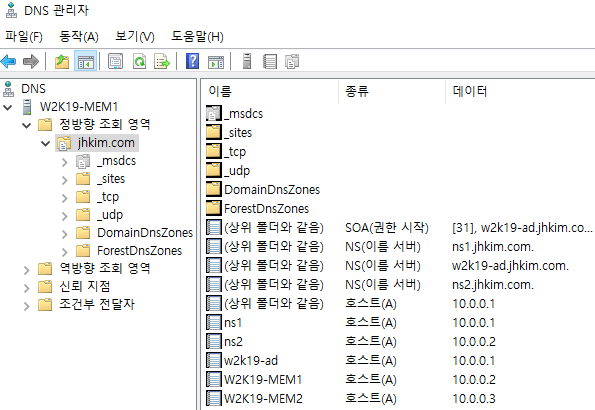 DNS 관리자
파일(F) 동작(A) 보기(V) 도움말(H)
DNS
W2K19-MEM1
정방향 조회 영역
jhkim.com
_msdcs
_sites
_tcp
_udp
DomainDnsZones
ForestDnsZones
역방향 조회 영역
신뢰 지점
조건부 전달자
이름 종류 데이터
_msdcs
_sites
_tcp
_udp
DomainDnsZones
ForestDnsZones
(상위 폴더와 같음) SOA(권한 시작) [31], w2k19-ad.jhkim.co...
(상위 폴더와 같음) NS(이름 서버) ns1.jhkim.com.
(상위 폴더와 같음) NS(이름 서버) w2k19-ad.jhkim.com.
(상위 폴더와 같음) NS(이름 서버) ns2.jhkim.com.
(상위 폴더와 같음) 호스트(A) 10.0.0.1
ns1 호스트(A) 10.0.0.1
ns2 호스트(A) 10.0.0.2
w2k19-ad 호스트(A) 10.0.0.1
W2K19-MEM1 호스트(A) 10.0.0.2
W2K19-MEM2 호스트(A) 10.0.0.3